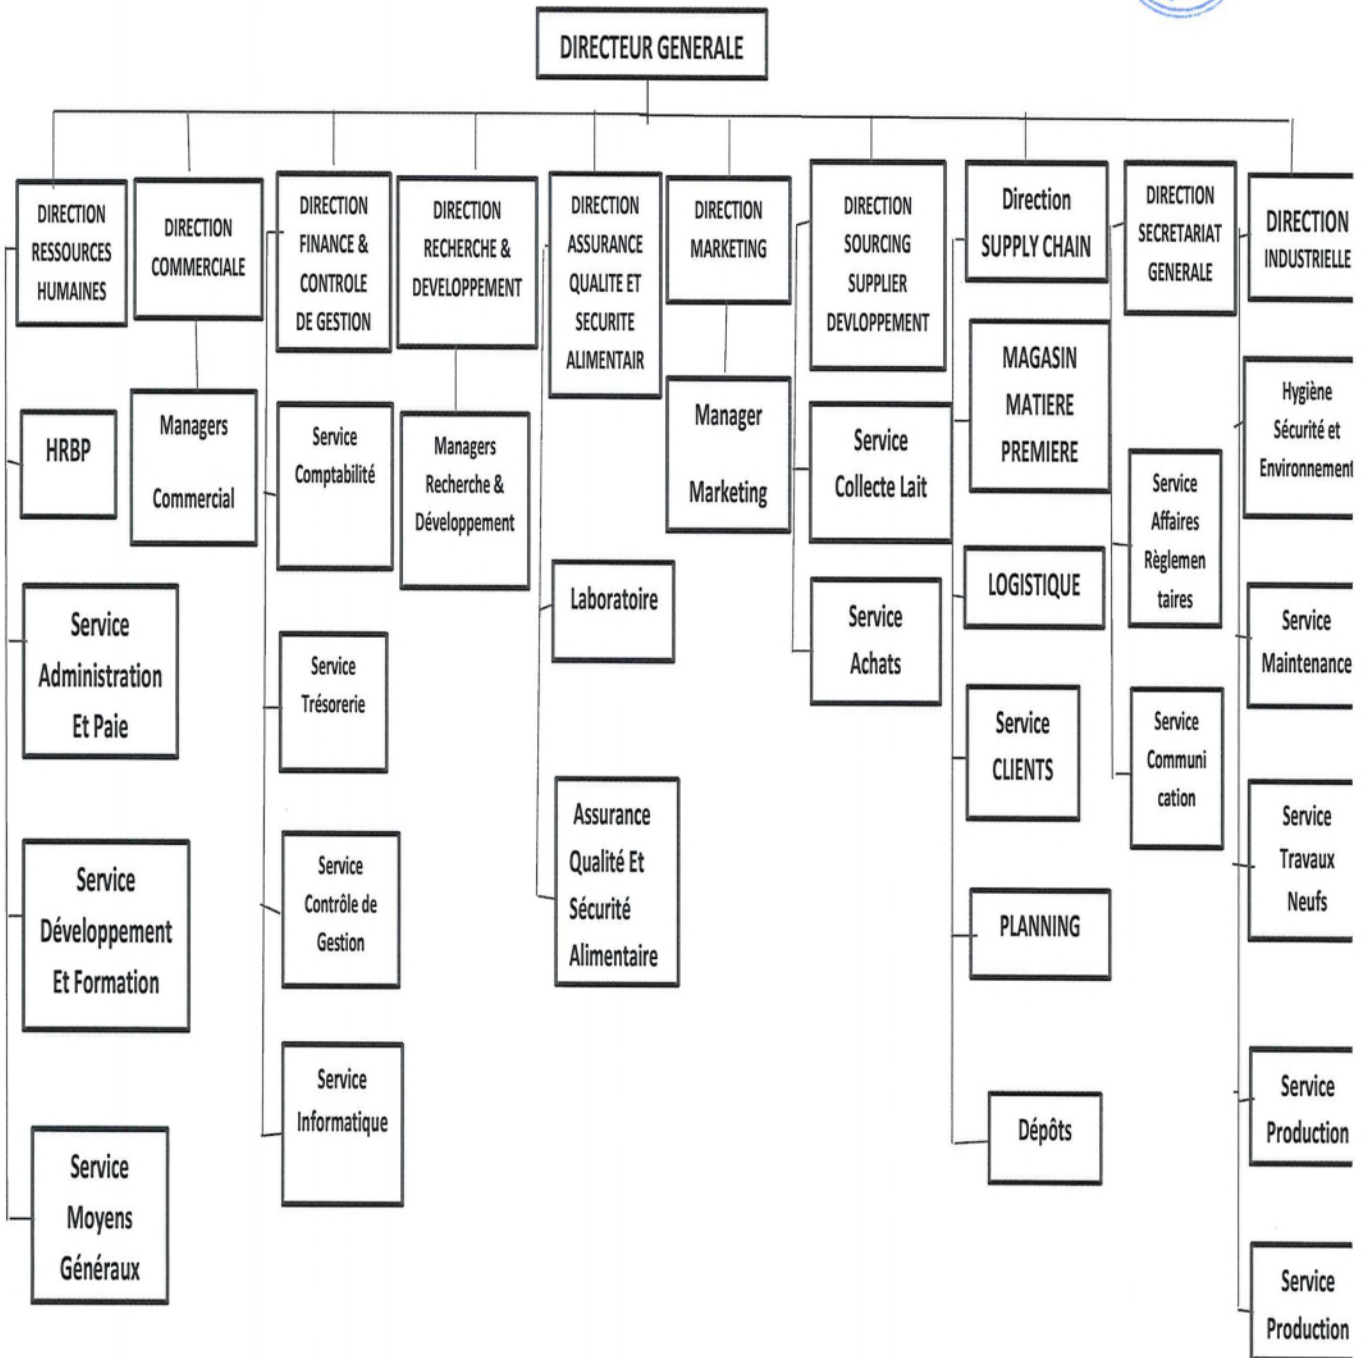 DIRECTEUR GENERALE
DIRECTION
RESSOURCES
HUMAINES
HRBP
Service
Administration
Et Paie
Service
Développement
Et Formation
Service
Moyens
Généraux
DIRECTION
COMMERCIALE
Managers
Commercial
DIRECTION
FINANCE &
CONTROLE
DE GESTION
Service
Comptabilité
Service
Trésorerie
Service
Contrôle de
Gestion
Service
Informatique
DIRECTION
RECHERCHE &
DEVELOPPEMENT
Managers
Recherche &
Développement
DIRECTION
ASSURANCE
QUALITE ET
SECURITE
ALIMENTAIR
Laboratoire
Assurance
Qualité Et
Sécurité
Alimentaire
DIRECTION
MARKETING
Manager
Marketing
DIRECTION
SOURCING
SUPPLIER
DEVLOPPEMENT
Service
Collecte Lait
Service
Achats
Direction
SUPPLY CHAIN
MAGASIN
MATIERE
PREMIERE
LOGISTIQUE
Service
CLIENTS
PLANNING
Dépôts
DIRECTION
SECRETARIAT
GENERALE
Service
Affaires
Règlemen
taires
Service
Communi
cation
DIRECTION
INDUSTRIELLE
Hygiène
Sécurité et
Environnement
Service
Maintenance
Service
Travaux
Neufs
Service
Production
Service
Production